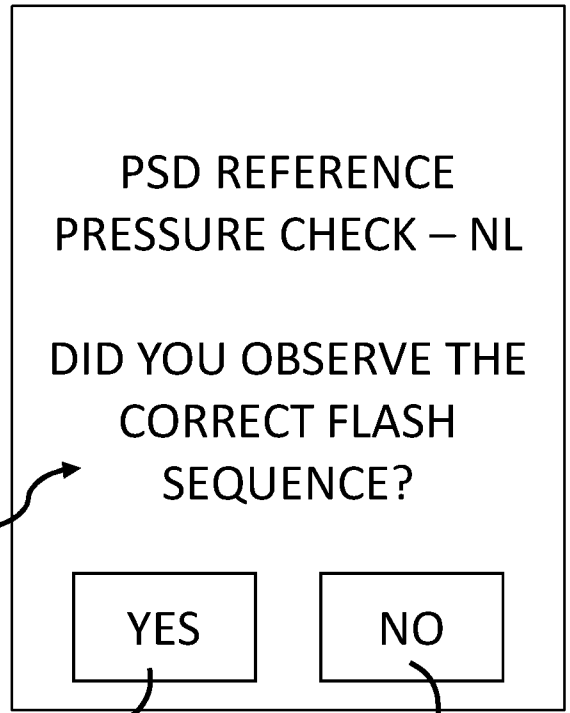 PSD REFERENCE
PRESSURE CHECK – NL
DID YOU OBSERVE THE
CORRECT FLASH
SEQUENCE?
YES NO